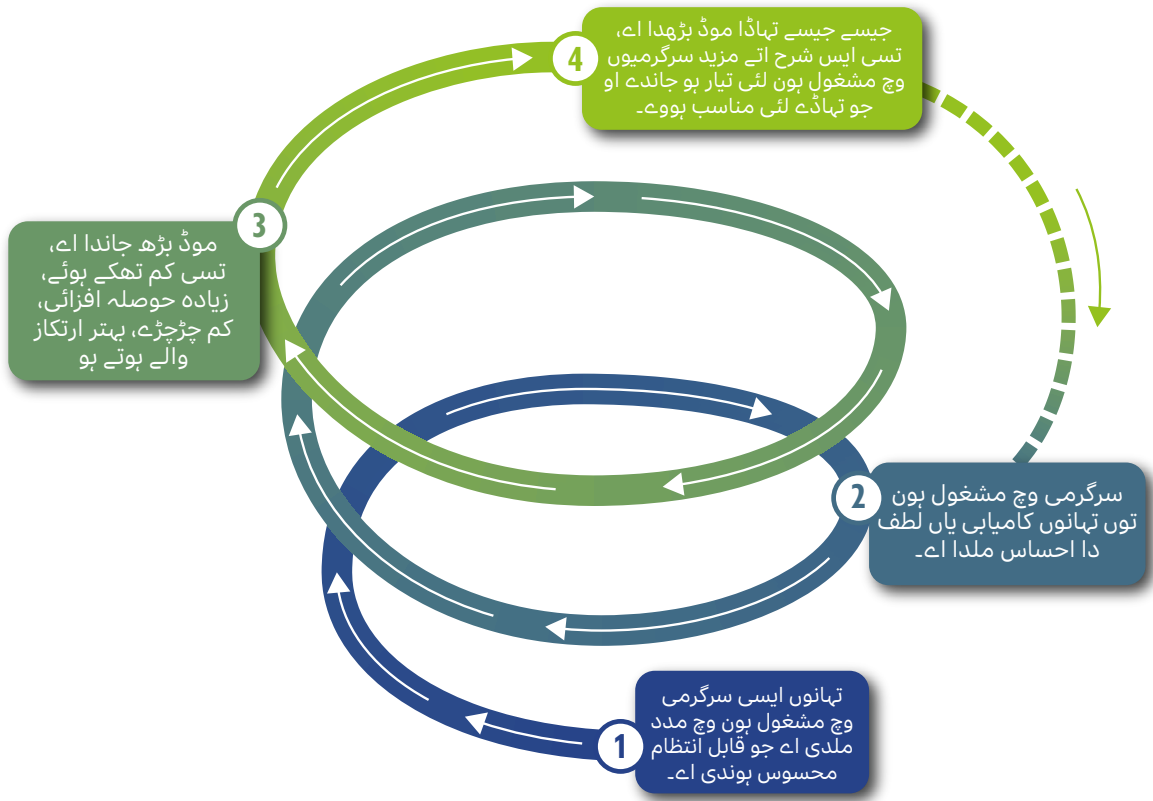 جیسے جیسے تہاڈا موڈ بڑھدا اے،
تسی ایس شرح اتے مزید سرگرمیوں
وچ مشغول ہون لئی تیار ہو جاندے او
جو تہاڈے لئی مناسب ہووے۔
4
3
موڈ بڑھ جاندا اے،
تسی کم تھکے ہوئے،
زیادہ حوصلہ افزائی،
کم چڑچڑے، بہتر ارتکاز
والے ہوتے ہو
2
سرگرمی وچ مشغول ہون
توں تہانوں کامیابی یاں لطف
دا احساس ملدا اے۔
1
تہانوں ایسی سرگرمی
وچ مشغول ہون وچ مدد
ملدی اے جو قابل انتظام
محسوس ہوندی اے۔